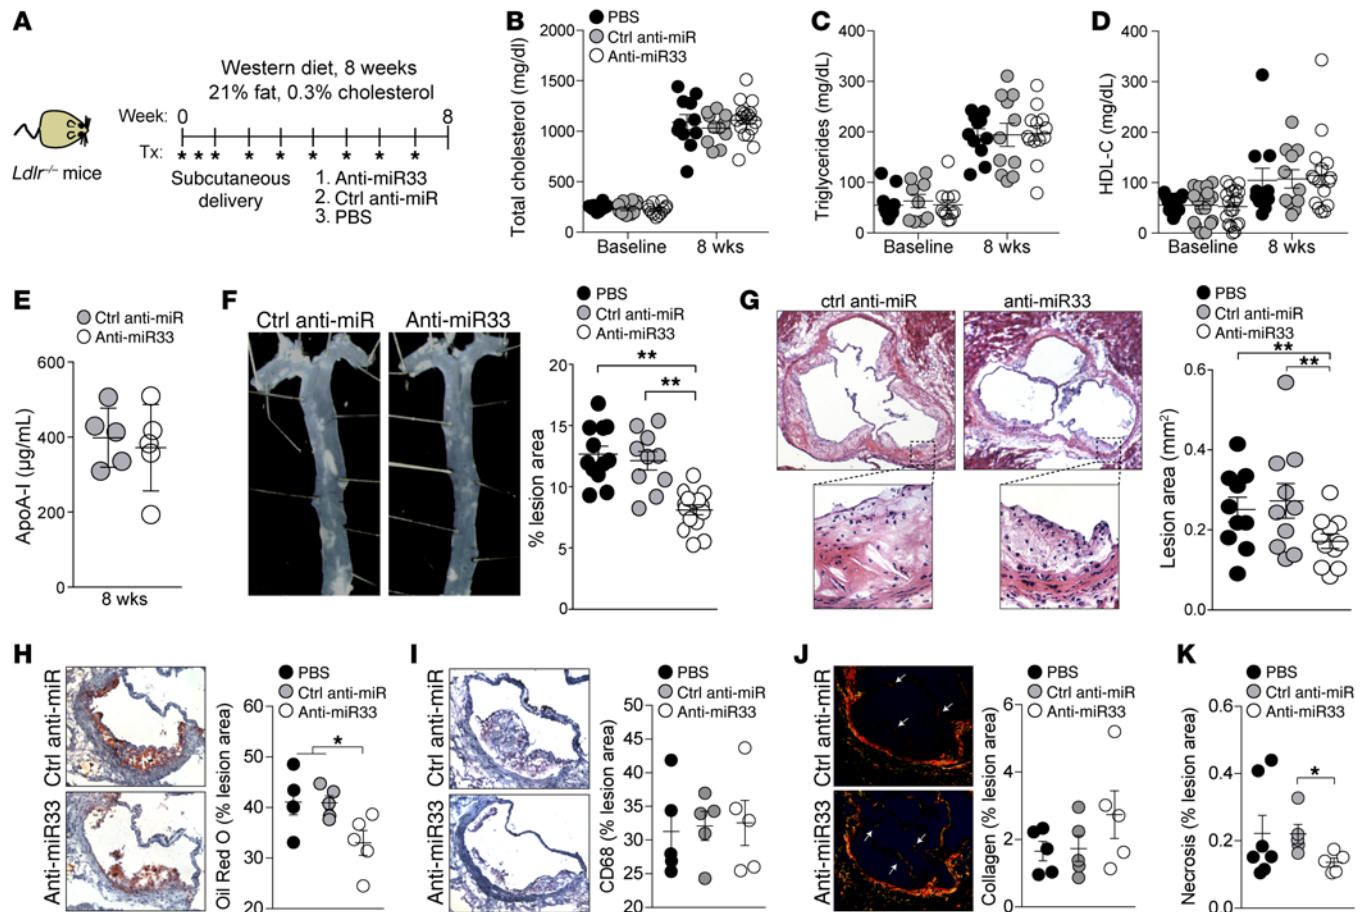 A
Western diet, 8 weeks
21% fat, 0.3% cholesterol
Week: 0 8
Tx: * * * * * * * * * *
Ldlr-/- mice
Subcutaneous
delivery
1. Anti-miR33
2. Ctrl anti-miR
3. PBS
B
PBS
Ctrl anti-miR
Anti-miR33
Total cholesterol (mg/dl)
2000
1500
1000
500
0
Baseline 8 wks
C
Triglycerides (mg/dL)
400
300
200
100
0
Baseline 8 wks
D
HDL-C (mg/dL)
400
300
200
100
0
Baseline 8 wks
E
Ctrl anti-miR
Anti-miR33
ApoA-I (µg/mL)
600
400
200
0
8 wks
F
Ctrl anti-miR Anti-miR33
PBS
Ctrl anti-miR
Anti-miR33
% lesion area
20
15
10
5
0
**
**
G
ctrl anti-miR anti-miR33
PBS
Ctrl anti-miR
Anti-miR33
Lesion area (mm²)
0.6
0.4
0.2
0.0
**
**
H
Ctrl anti-miR
Anti-miR33
PBS
Ctrl anti-miR
Anti-miR33
Oil Red O (% lesion area)
60
50
40
30
20
*
I
Ctrl anti-miR
Anti-miR33
PBS
Ctrl anti-miR
Anti-miR33
CD68 (% lesion area)
50
45
40
35
30
25
20
J
Ctrl anti-miR
Anti-miR33
PBS
Ctrl anti-miR
Anti-miR33
Collagen (% lesion area)
6
4
2
0
K
PBS
Ctrl anti-miR
Anti-miR33
Necrosis (% lesion area)
0.6
0.4
0.2
0.0
*